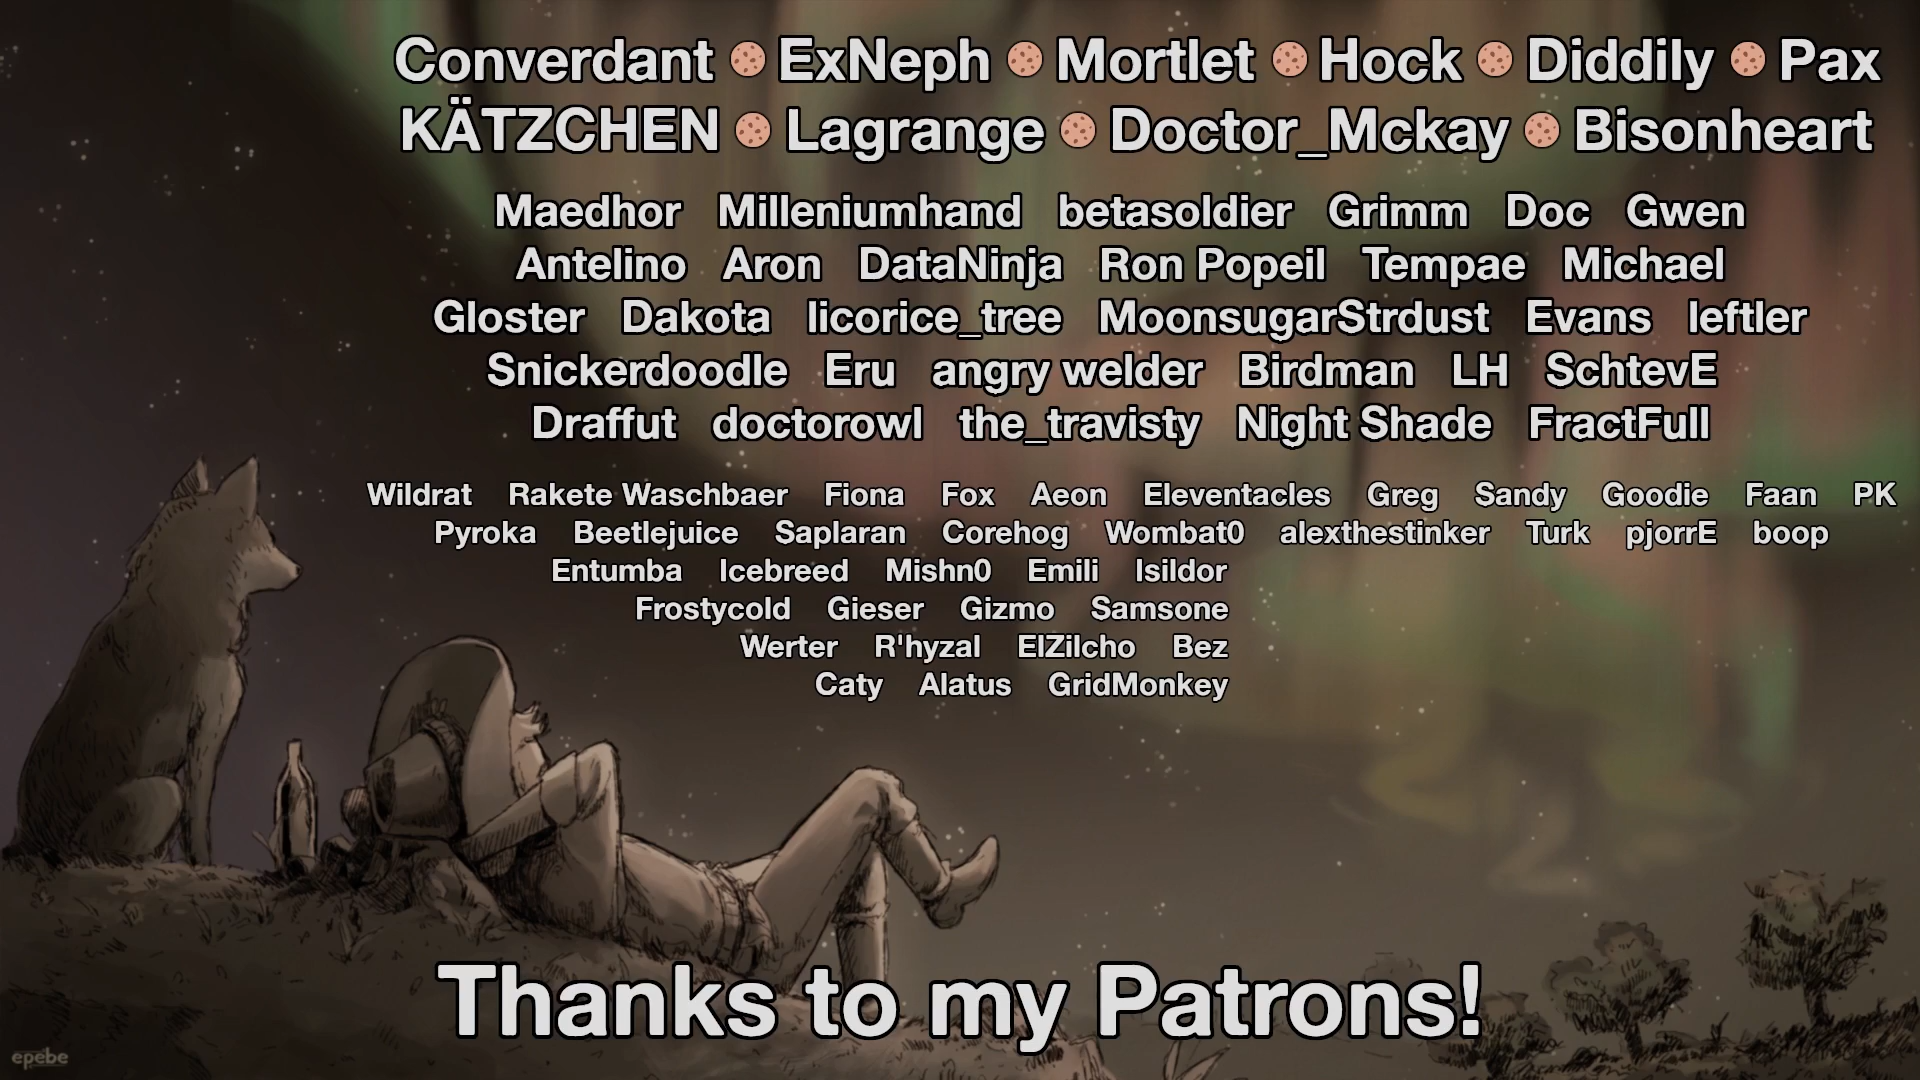 Converdant ExNeph Mortlet Hock Diddily Pax
KÄTZCHEN Lagrange Doctor_Mckay Bisonheart
Maedhor Milleniumhand betasoldier Grimm Doc Gwen
Antelino Aron DataNinja Ron Popeil Tempae Michael
Gloster Dakota licorice_tree MoonsugarStrdust Evans leftler
Snickerdoodle Eru angry welder Birdman LH SchtevE
Draffut doctorowl the_travisty Night Shade FractFull
Wildrat Rakete Waschbaer Fiona Fox Aeon Eleventacles Greg Sandy Goodie Faan PK
Pyroka Beetlejuice Saplaran Corehog Wombat0 alexthestinker Turk pjorrE boop
Entumba Icebreed Mishn0 Emili Isildor
Frostycold Gieser Gizmo Samsone
Werter R'hyzal ElZilcho Bez
Caty Alatus GridMonkey
Thanks to my Patrons!
epebe